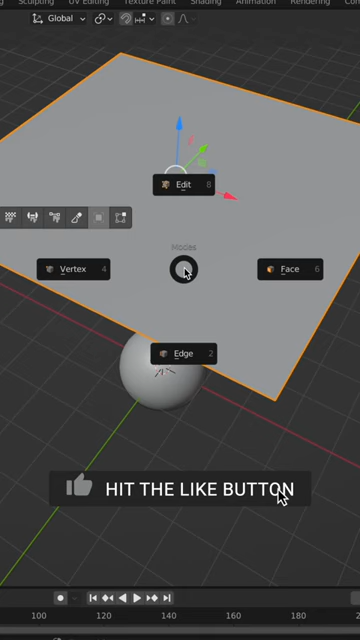 Sculpting UV Editing Texture Paint Shading Animation
Global
Edit 8
Modes
Vertex 4
Face 6
Edge 2
HIT THE LIKE BUTTON
100 120 140 160 180